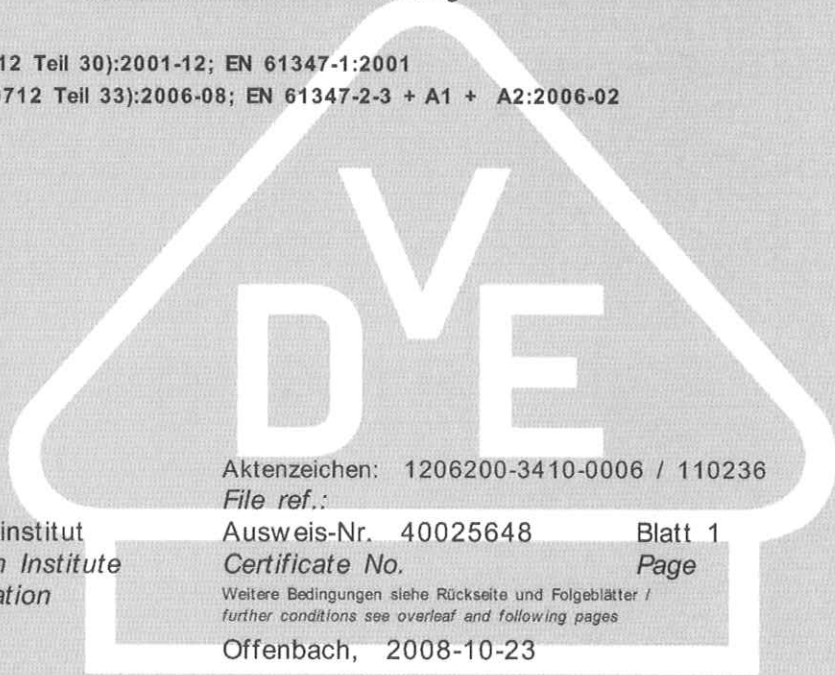 12 Teil 30):2001-12; EN 61347-1:2001
712 Teil 33):2006-08; EN 61347-2-3 + A1 + A2:2006-02
VDE
Aktenzeichen: 1206200-3410-0006 / 110236
File ref.:
institut Ausweis-Nr. 40025648 Blatt 1
Institute Certificate No. Page
Weitere Bedingungen siehe Rückseite und Folgeblätter /
further conditions see overleaf and following pages
Offenbach, 2008-10-23